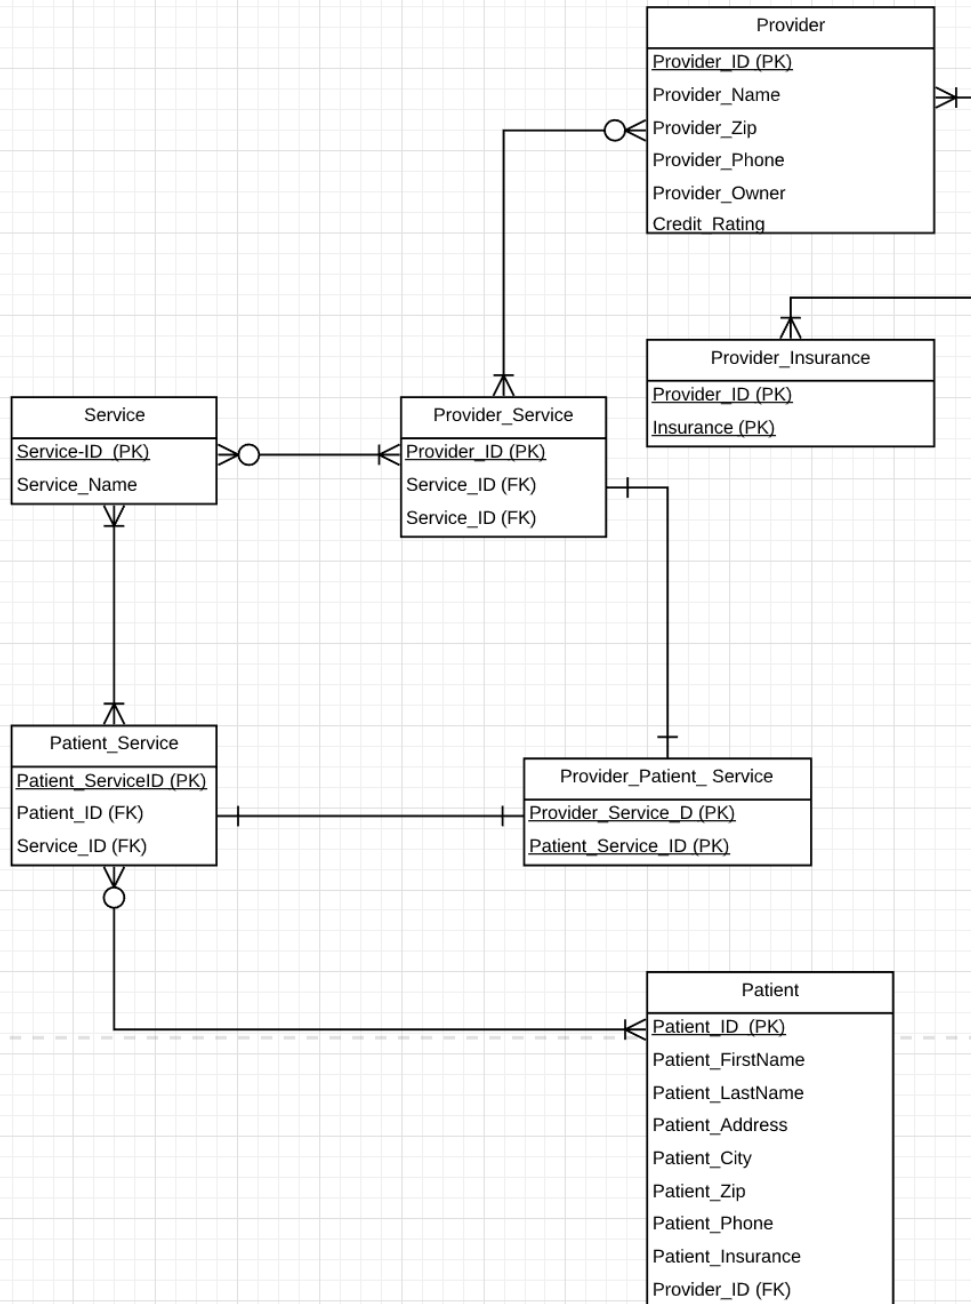 Provider
Provider_ID (PK)
Provider_Name
Provider_Zip
Provider_Phone
Provider_Owner
Credit_Rating
Provider_Insurance
Provider_ID (PK)
Insurance (PK)
Service
Service-ID  (PK)
Service_Name
Provider_Service
Provider_ID (PK)
Service_ID (FK)
Service_ID (FK)
Patient_Service
Patient_ServiceID (PK)
Patient_ID (FK)
Service_ID (FK)
Provider_Patient_ Service
Provider_Service_D (PK)
Patient_Service_ID (PK)
Patient
Patient_ID  (PK)
Patient_FirstName
Patient_LastName
Patient_Address
Patient_City
Patient_Zip
Patient_Phone
Patient_Insurance
Provider_ID (FK)